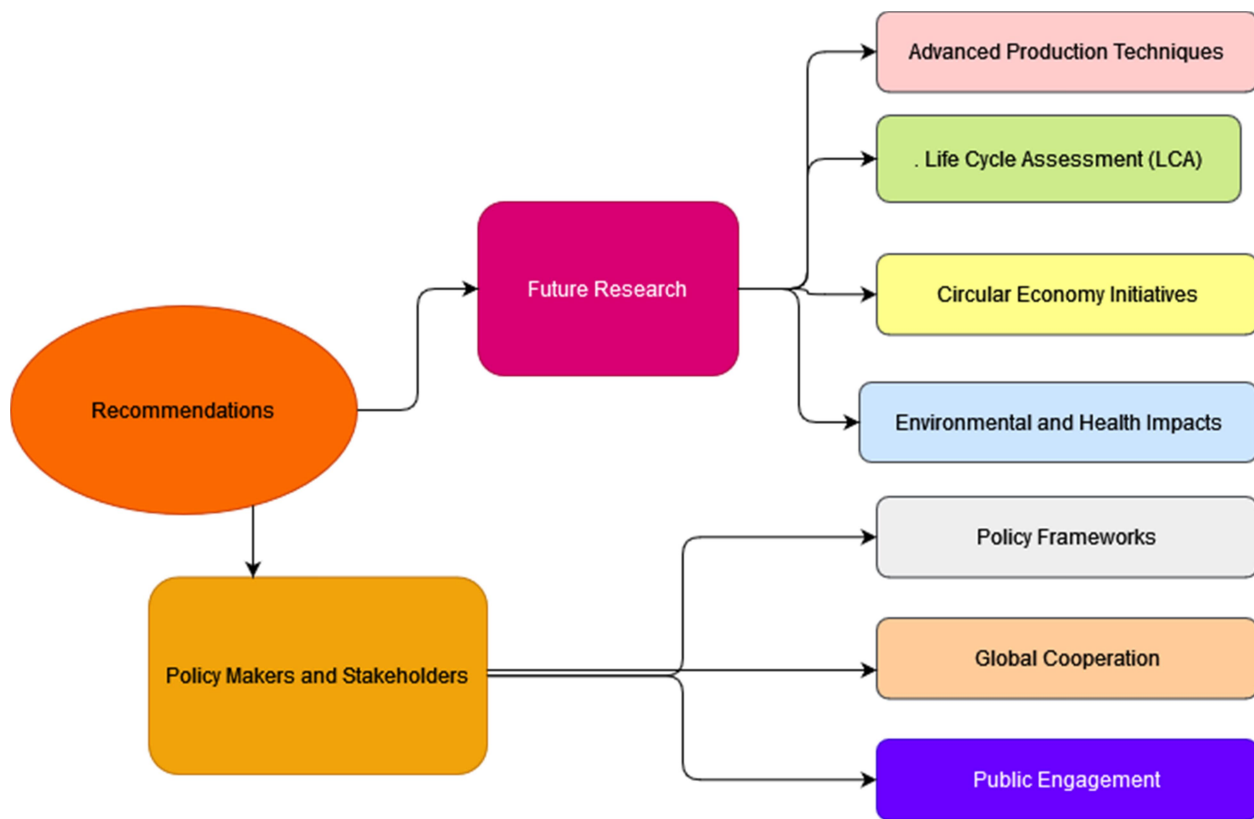 Recommendations
Future Research
Advanced Production Techniques
. Life Cycle Assessment (LCA)
Circular Economy Initiatives
Environmental and Health Impacts
Policy Makers and Stakeholders
Policy Frameworks
Global Cooperation
Public Engagement